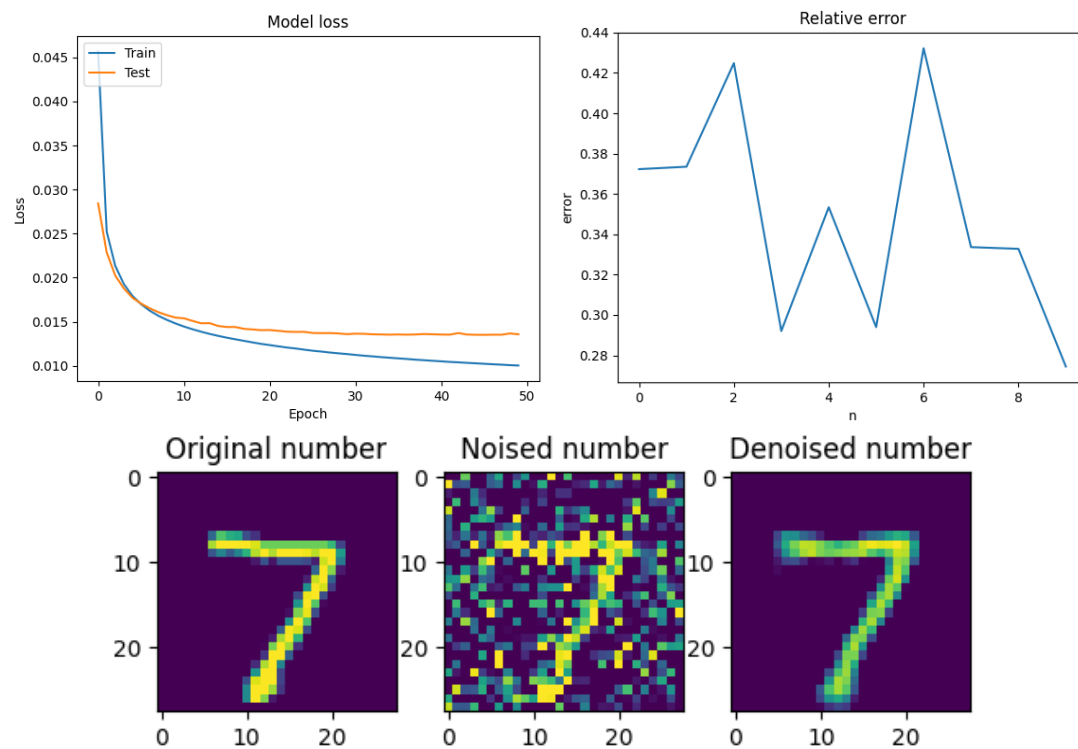 Model loss
Loss
0.045
0.040
0.035
0.030
0.025
0.020
0.015
0.010
Train
Test
0 10 20 30 40 50
Epoch
Relative error
error
0.44
0.42
0.40
0.38
0.36
0.34
0.32
0.30
0.28
0 2 4 6 8
n
Original number
0
10
20
0 10 20
Noised number
0 10 20
Denoised number
0
10
20
0 10 20